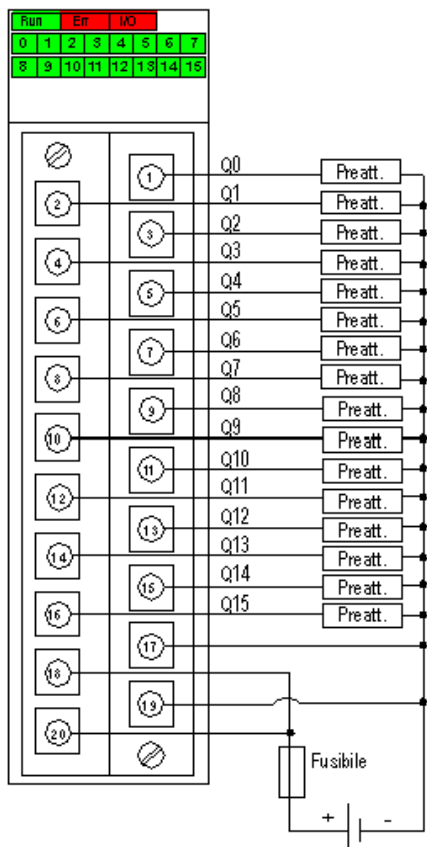 Run Err I/O
0 1 2 3 4 5 6 7
8 9 10 11 12 13 14 15
1 Q0 Preatt.
2 Q1 Preatt.
3 Q2 Preatt.
4 Q3 Preatt.
5 Q4 Preatt.
6 Q5 Preatt.
7 Q6 Preatt.
8 Q7 Preatt.
9 Q8 Preatt.
10 Q9 Preatt.
11 Q10 Preatt.
12 Q11 Preatt.
13 Q12 Preatt.
14 Q13 Preatt.
15 Q14 Preatt.
16 Q15 Preatt.
17
18
19
20
Fusibile
+ -